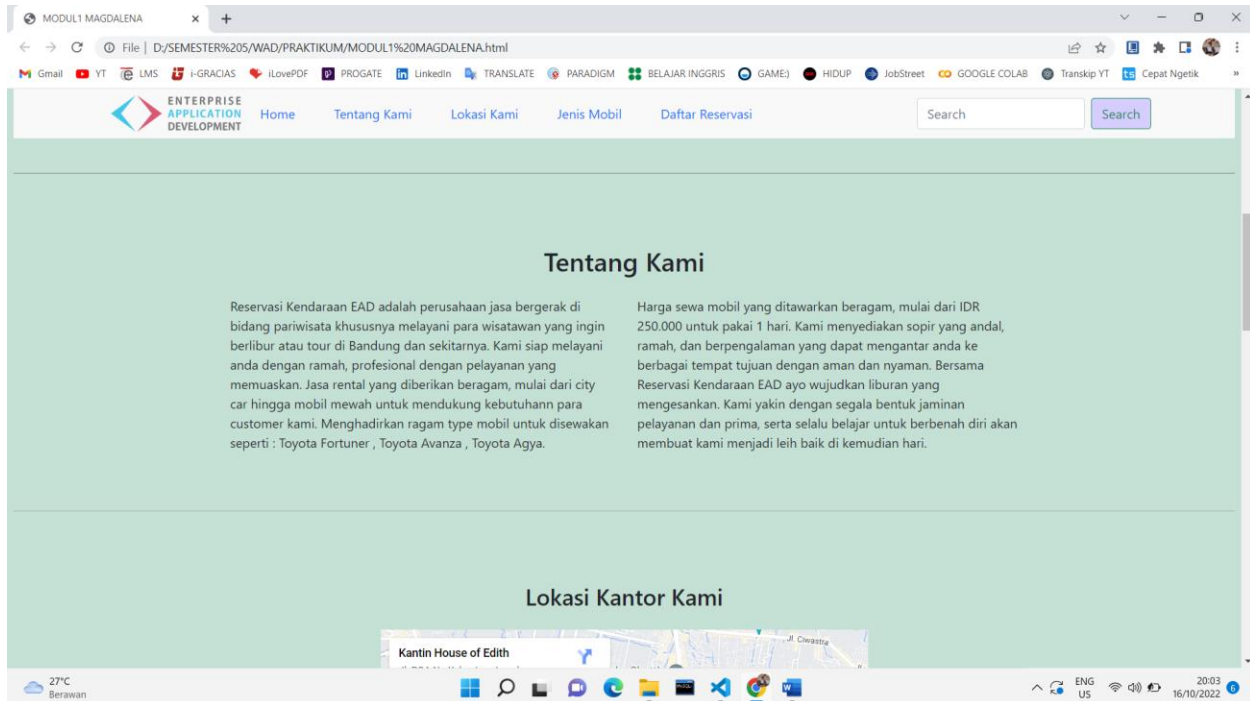 MODUL1 MAGDALENA
File | D:/SEMESTER%205/WAD/PRAKTIKUM/MODUL1%20MAGDALENA.html
Gmail YT LMS i-GRACIAS iLovePDF PROGATE LinkedIn TRANSLATE PARADIGM BELAJAR INGGRIS GAME:) HIDUP JobStreet GOOGLE COLAB Transkip YT Cepat Ngetik
ENTERPRISE
APPLICATION
DEVELOPMENT
Home Tentang Kami Lokasi Kami Jenis Mobil Daftar Reservasi Search Search
Tentang Kami
Reservasi Kendaraan EAD adalah perusahaan jasa bergerak di
bidang pariwisata khususnya melayani para wisatawan yang ingin
berlibur atau tour di Bandung dan sekitarnya. Kami siap melayani
anda dengan ramah, profesional dengan pelayanan yang
memuaskan. Jasa rental yang diberikan beragam, mulai dari city
car hingga mobil mewah untuk mendukung kebutuhann para
customer kami. Menghadirkan ragam type mobil untuk disewakan
seperti : Toyota Fortuner , Toyota Avanza , Toyota Agya.
Harga sewa mobil yang ditawarkan beragam, mulai dari IDR
250.000 untuk pakai 1 hari. Kami menyediakan sopir yang andal,
ramah, dan berpengalaman yang dapat mengantar anda ke
berbagai tempat tujuan dengan aman dan nyaman. Bersama
Reservasi Kendaraan EAD ayo wujudkan liburan yang
mengesankan. Kami yakin dengan segala bentuk jaminan
pelayanan dan prima, serta selalu belajar untuk berbenah diri akan
membuat kami menjadi leih baik di kemudian hari.
Lokasi Kantor Kami
Kantin House of Edith
Jl. Ciwastra
27°C
Berawan
ENG
US
20:03
16/10/2022
6